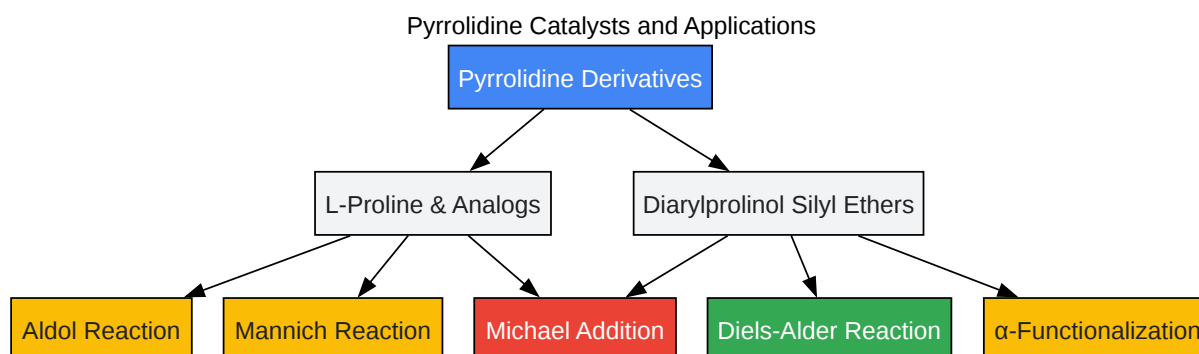 Pyrrolidine Catalysts and Applications
Pyrrolidine Derivatives
L-Proline & Analogs
Diarylprolinol Silyl Ethers
Aldol Reaction
Mannich Reaction
Michael Addition
Diels-Alder Reaction
α-Functionalization